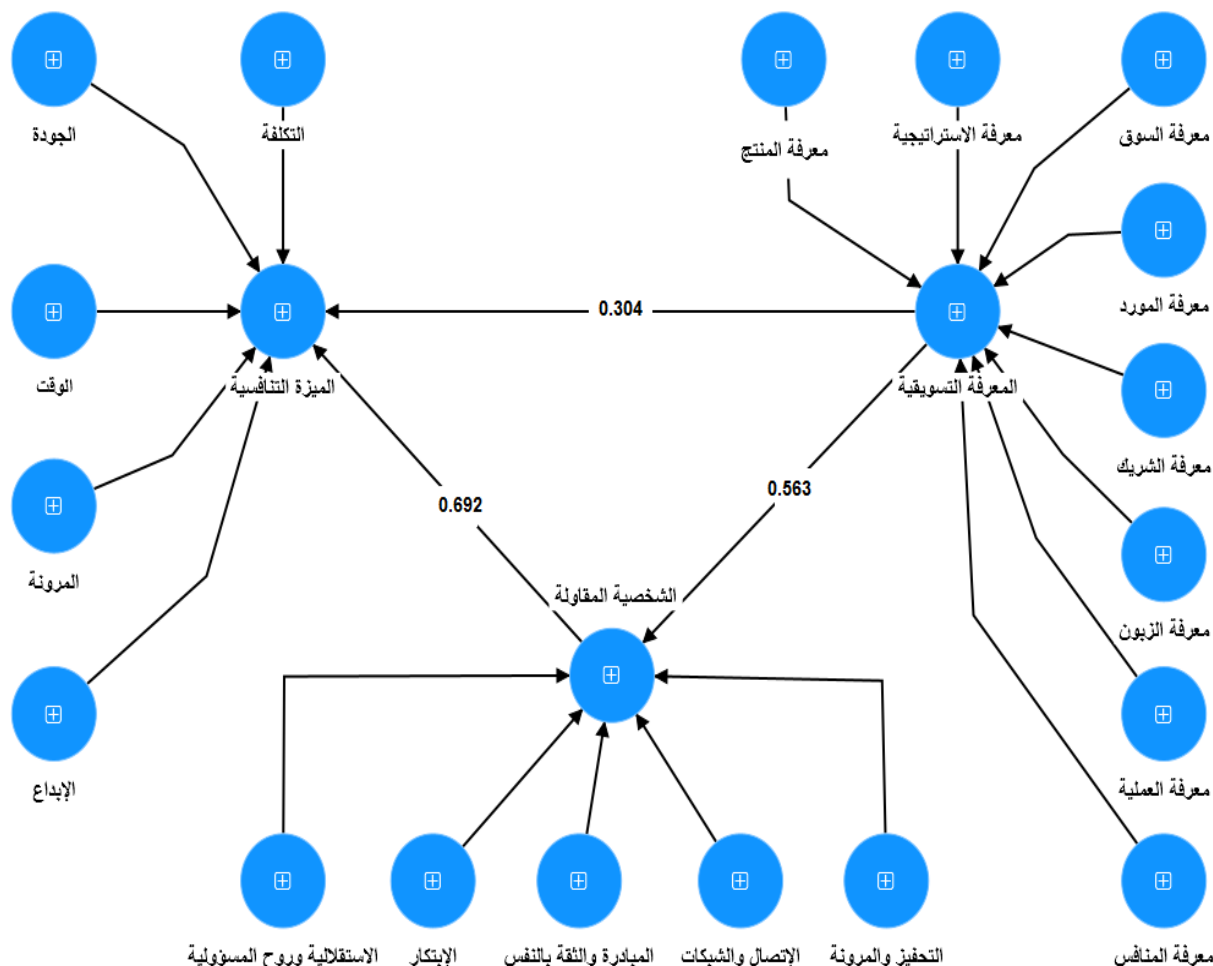 معرفة السوق
معرفة الاستراتيجية
معرفة المنتج
التكلفة
الجودة
معرفة المورد
0.304
المعرفة التسويقية
الميزة التنافسية
الوقت
معرفة الشريك
0.563
0.692
المرونة
الشخصية المقاولة
معرفة الزبون
معرفة العملية
الإبداع
معرفة المنافس
التحفيز والمرونة
الإتصال والشبكات
المبادرة والثقة بالنفس
الإبتكار
الاستقلالية وروح المسؤولية